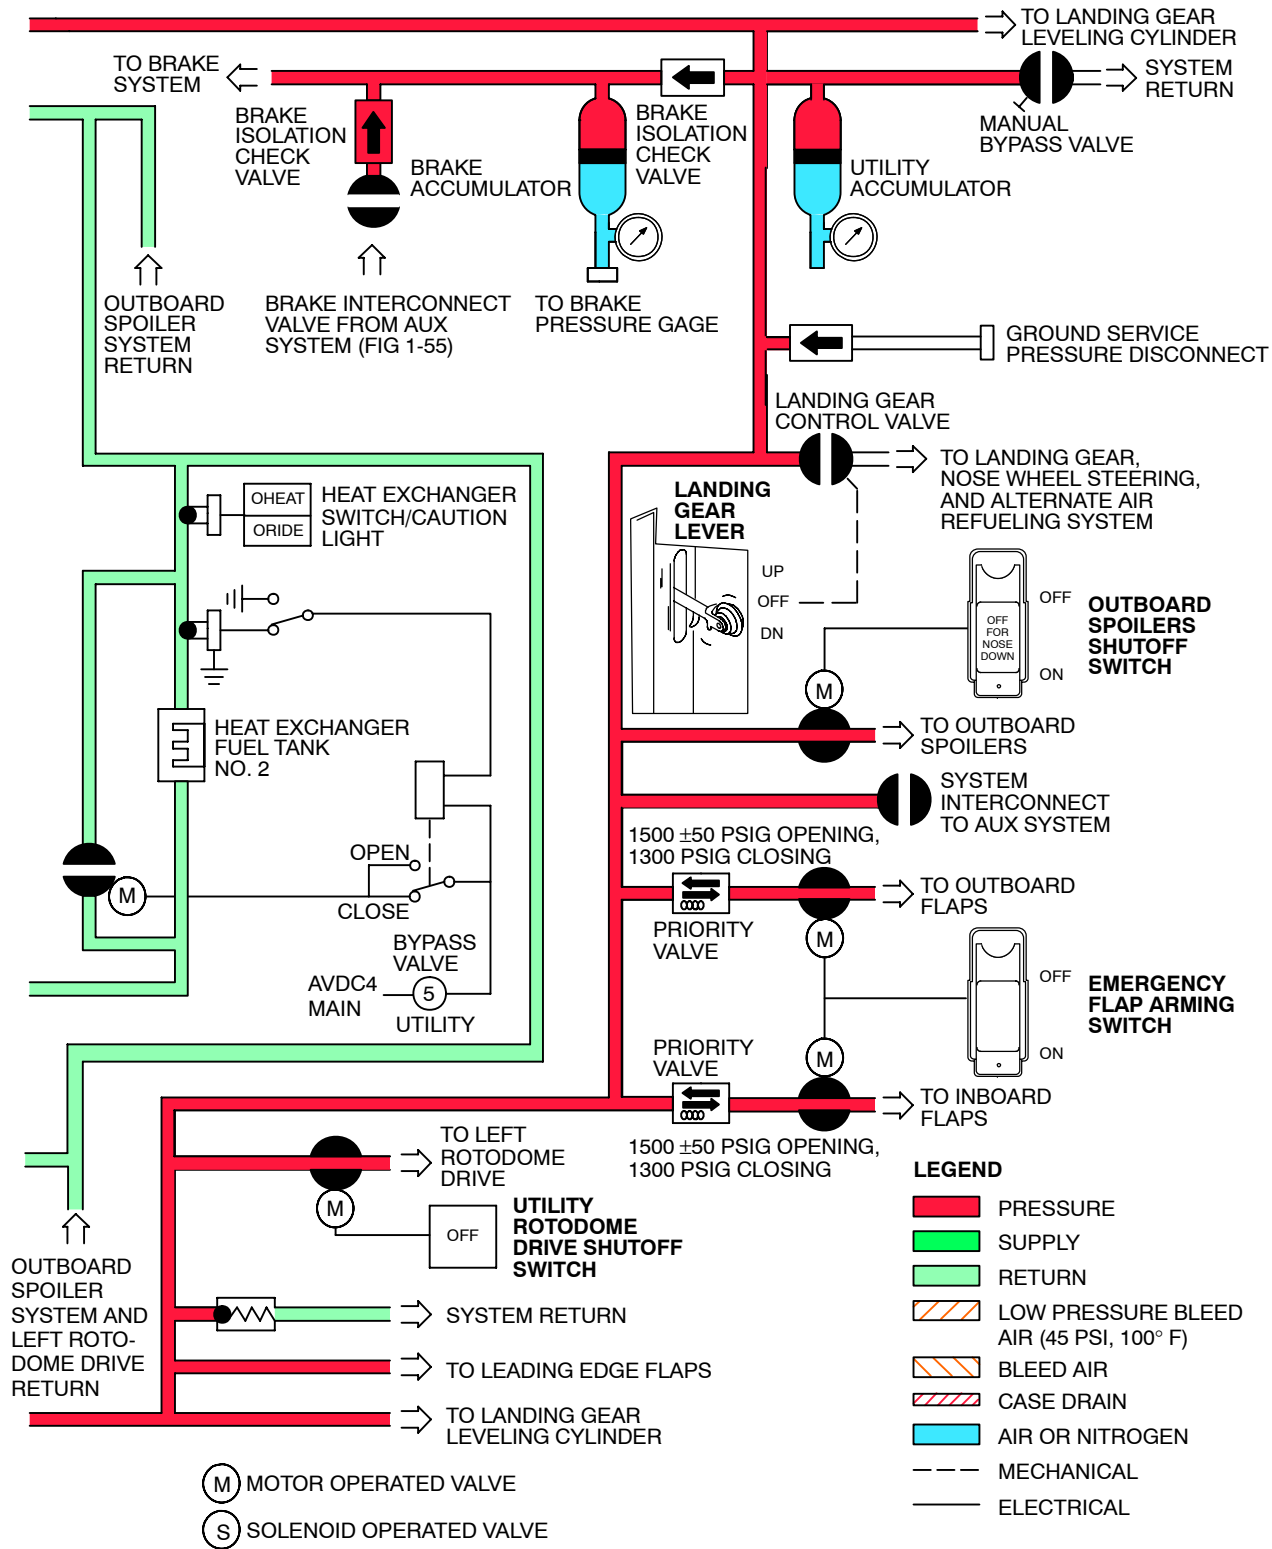 TO LANDING GEAR
LEVELING CYLINDER
TO BRAKE
SYSTEM
SYSTEM
RETURN
BRAKE
ISOLATION
CHECK
VALVE
BRAKE
ACCUMULATOR
BRAKE
ISOLATION
CHECK
VALVE
UTILITY
ACCUMULATOR
MANUAL
BYPASS VALVE
OUTBOARD
SPOILER
SYSTEM
RETURN
BRAKE INTERCONNECT
VALVE FROM AUX
SYSTEM (FIG 1-55)
TO BRAKE
PRESSURE GAGE
GROUND SERVICE
PRESSURE DISCONNECT
LANDING GEAR
CONTROL VALVE
TO LANDING GEAR,
NOSE WHEEL STEERING,
AND ALTERNATE AIR
REFUELING SYSTEM
OHEAT
ORIDE
HEAT EXCHANGER
SWITCH/CAUTION
LIGHT
LANDING
GEAR
LEVER
UP
OFF
DN
OFF
FOR
NOSE
DOWN
OFF
ON
OUTBOARD
SPOILERS
SHUTOFF
SWITCH
M
TO OUTBOARD
SPOILERS
HEAT EXCHANGER
FUEL TANK
NO. 2
SYSTEM
INTERCONNECT
TO AUX SYSTEM
1500 ±50 PSIG OPENING,
1300 PSIG CLOSING
OPEN
CLOSE
M
TO OUTBOARD
FLAPS
PRIORITY
VALVE
M
BYPASS
VALVE
AVDC4
MAIN
5
UTILITY
OFF
ON
EMERGENCY
FLAP ARMING
SWITCH
PRIORITY
VALVE
M
TO INBOARD
FLAPS
1500 ±50 PSIG OPENING,
1300 PSIG CLOSING
TO LEFT
ROTODOME
DRIVE
M
OFF
UTILITY
ROTODOME
DRIVE SHUTOFF
SWITCH
OUTBOARD
SPOILER
SYSTEM AND
LEFT ROTO-
DOME DRIVE
RETURN
SYSTEM RETURN
TO LEADING EDGE FLAPS
TO LANDING GEAR
LEVELING CYLINDER
LEGEND
PRESSURE
SUPPLY
RETURN
LOW PRESSURE BLEED
AIR (45 PSI, 100° F)
BLEED AIR
CASE DRAIN
AIR OR NITROGEN
MECHANICAL
ELECTRICAL
M MOTOR OPERATED VALVE
S SOLENOID OPERATED VALVE